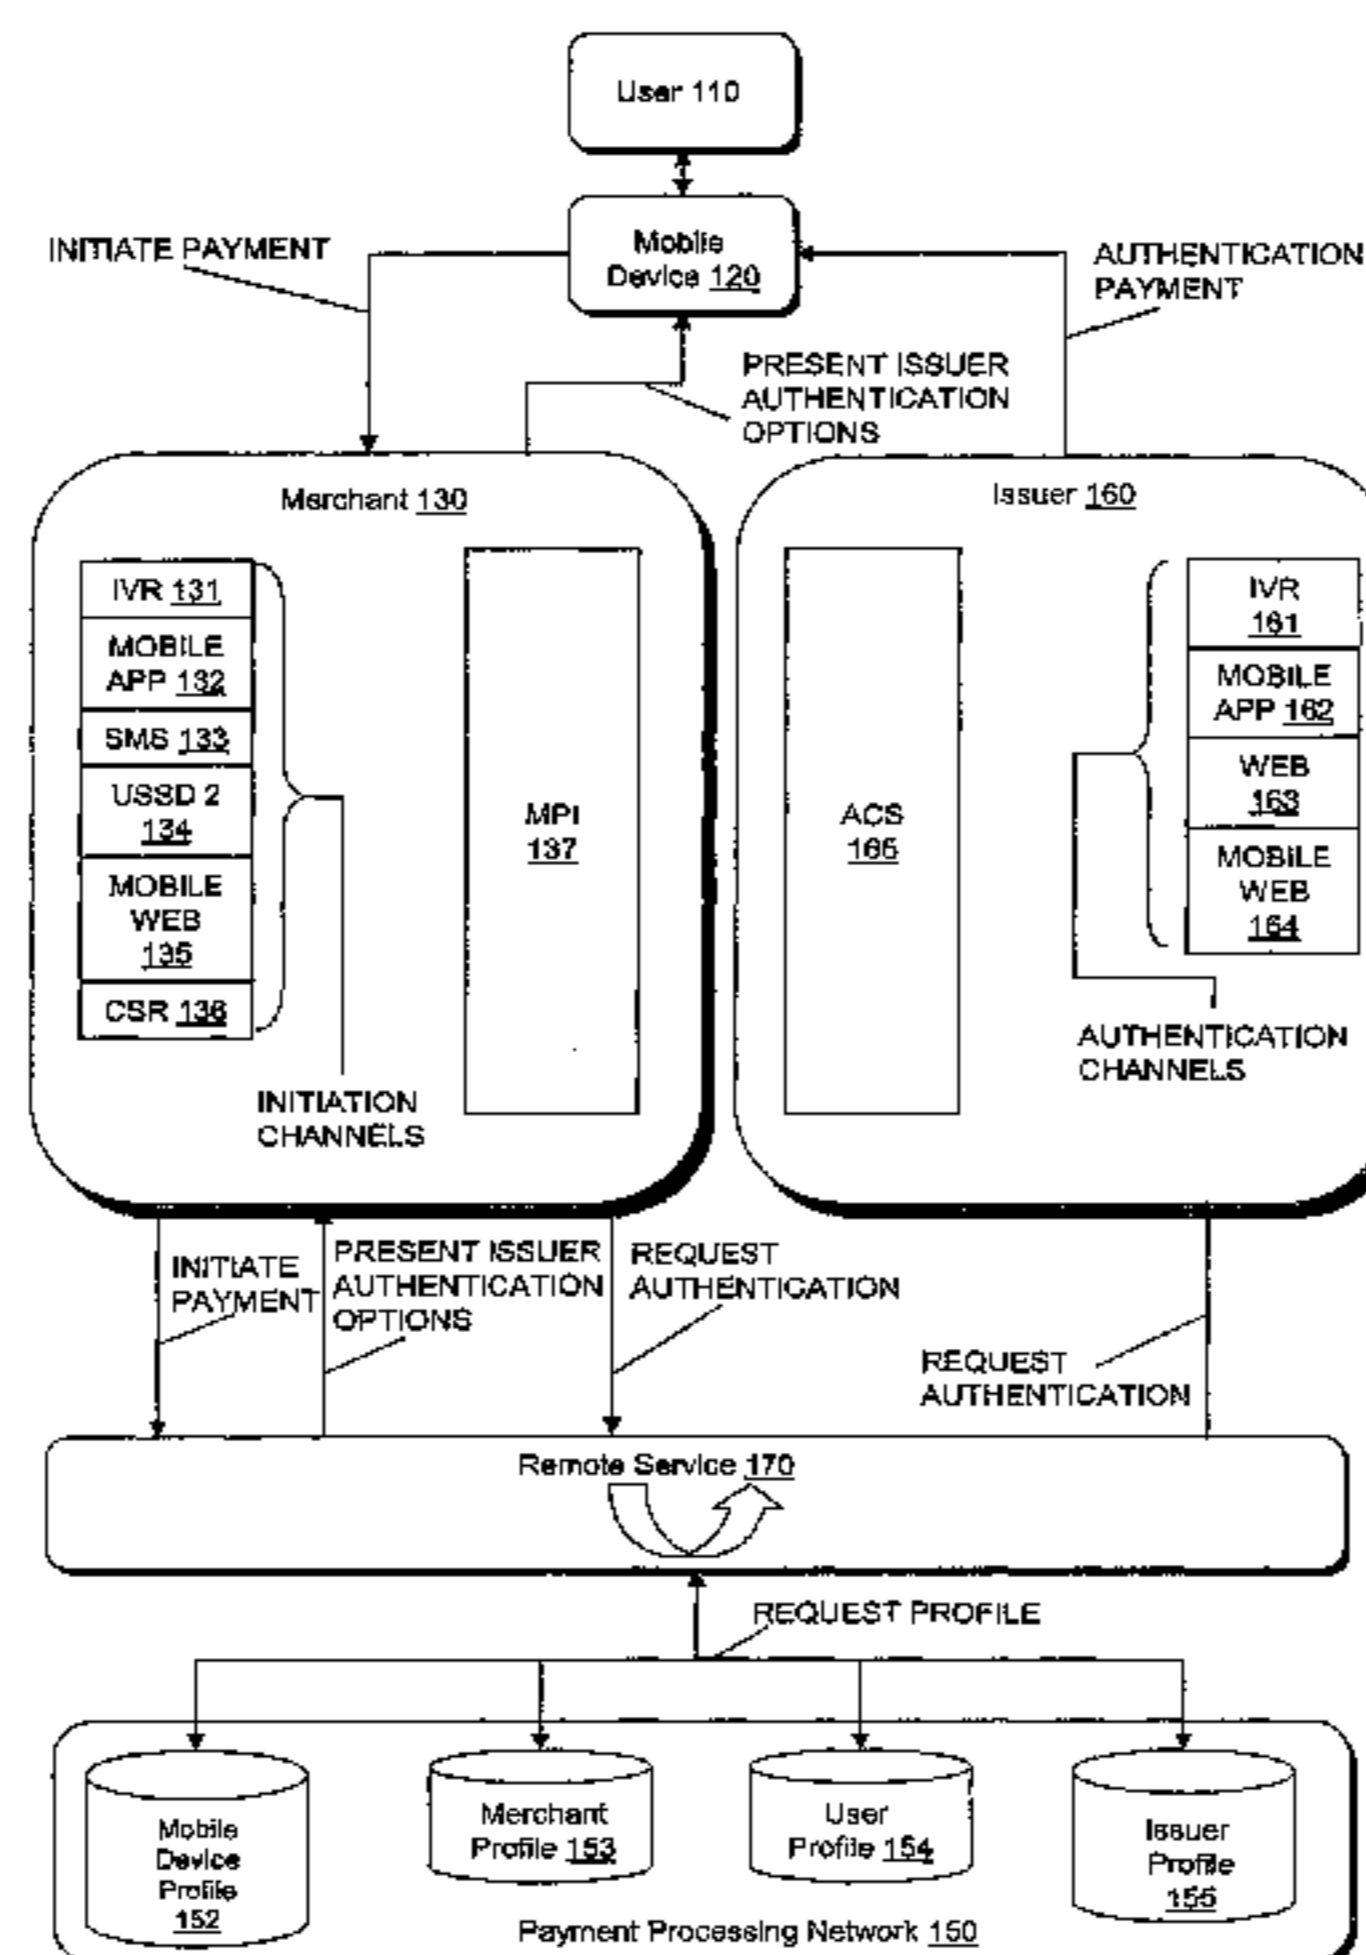 User 110
Mobile
Device 120
INITIATE PAYMENT
AUTHENTICATION
PAYMENT
PRESENT ISSUER
AUTHENTICATION
OPTIONS
Merchant 130
IVR 131
MOBILE
APP 132
SMS 133
USSD 2
134
MOBILE
WEB
135
CSR 136
INITIATION
CHANNELS
MPI
137
Issuer 160
ACS
165
IVR
161
MOBILE
APP 162
WEB
163
MOBILE
WEB
164
AUTHENTICATION
CHANNELS
INITIATE
PAYMENT
PRESENT ISSUER
AUTHENTICATION
OPTIONS
REQUEST
AUTHENTICATION
REQUEST
AUTHENTICATION
Remote Service 170
REQUEST PROFILE
Mobile
Device
Profile
152
Merchant
Profile 153
User
Profile 154
Issuer
Profile
155
Payment Processing Network 150